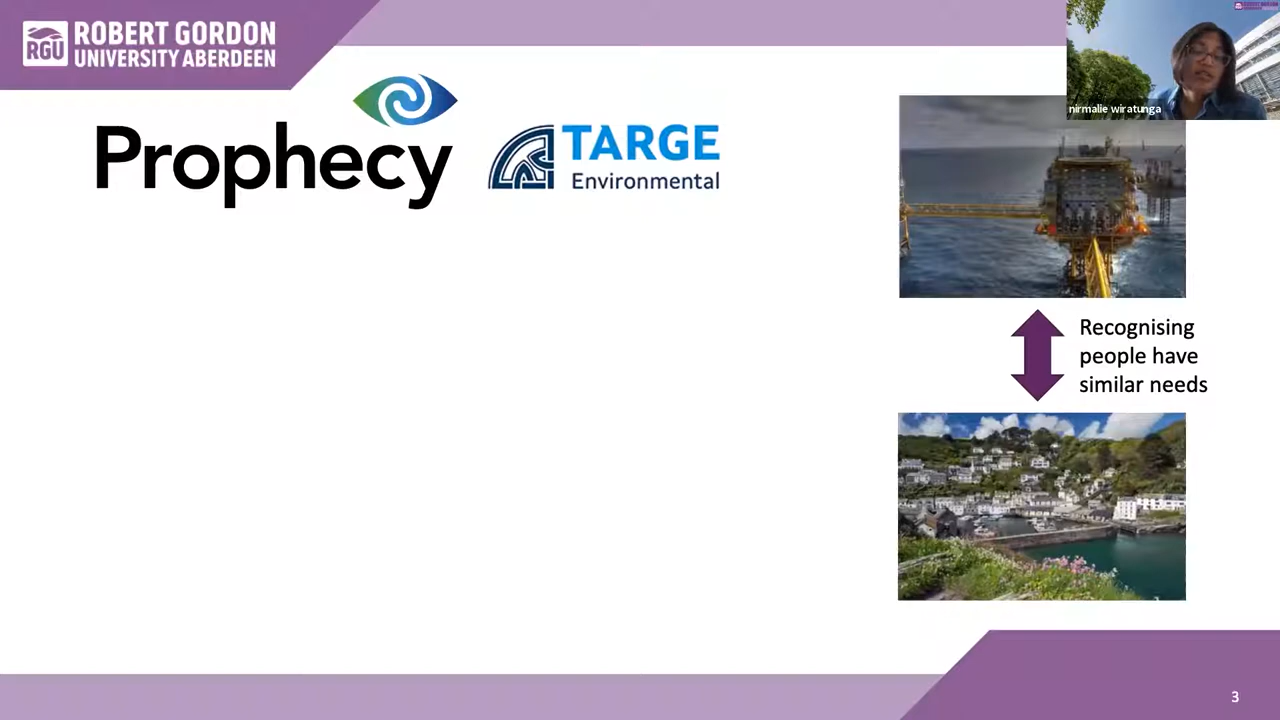 RGU
ROBERT GORDON
UNIVERSITY ABERDEEN
Prophecy
TARGE
Environmental
nirmalie wiratunga
Recognising
people have
similar needs
3